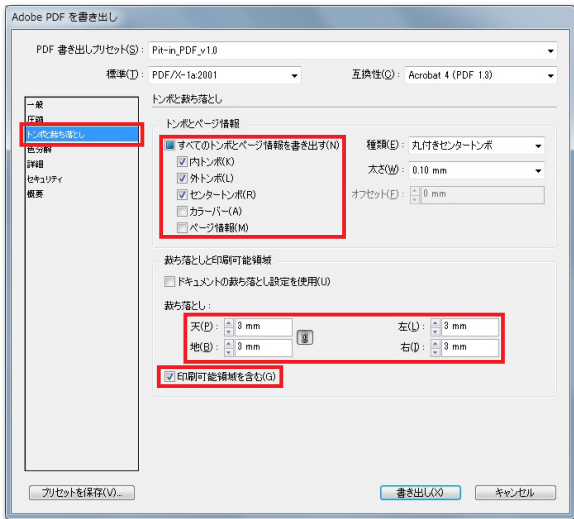 Adobe PDF を書き出し
PDF 書き出しプリセット(S): Pit-in_PDF_v1.0
標準(T): PDF/X-1a:2001 互換性(C): Acrobat 4 (PDF 1.3)
一般
圧縮
トンボと裁ち落とし
色分解
詳細
セキュリティ
概要
トンボと裁ち落とし
トンボとページ情報
すべてのトンボとページ情報を書き出す(N)
内トンボ(K)
外トンボ(L)
センタートンボ(R)
カラーバー(A)
ページ情報(M)
種類(E): 丸付きセンタートンボ
太さ(W): 0.10 mm
オフセット(F): 0 mm
裁ち落としと印刷可能領域
ドキュメントの裁ち落とし設定を使用(U)
裁ち落とし:
天(P): 3 mm 左(L): 3 mm
地(B): 3 mm 右(I): 3 mm
印刷可能領域を含む(G)
プリセットを保存(V)... 書き出し(X) キャンセル